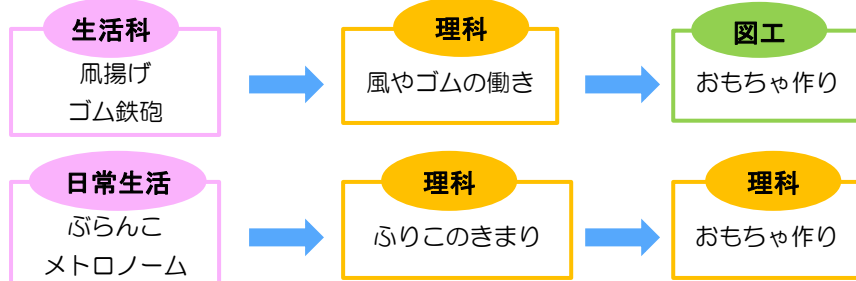 生活科
凧揚げ
ゴム鉄砲
理科
風やゴムの働き
図工
おもちゃ作り
日常生活
ぶらんこ
メトロノーム
理科
ふりこのきまり
理科
おもちゃ作り